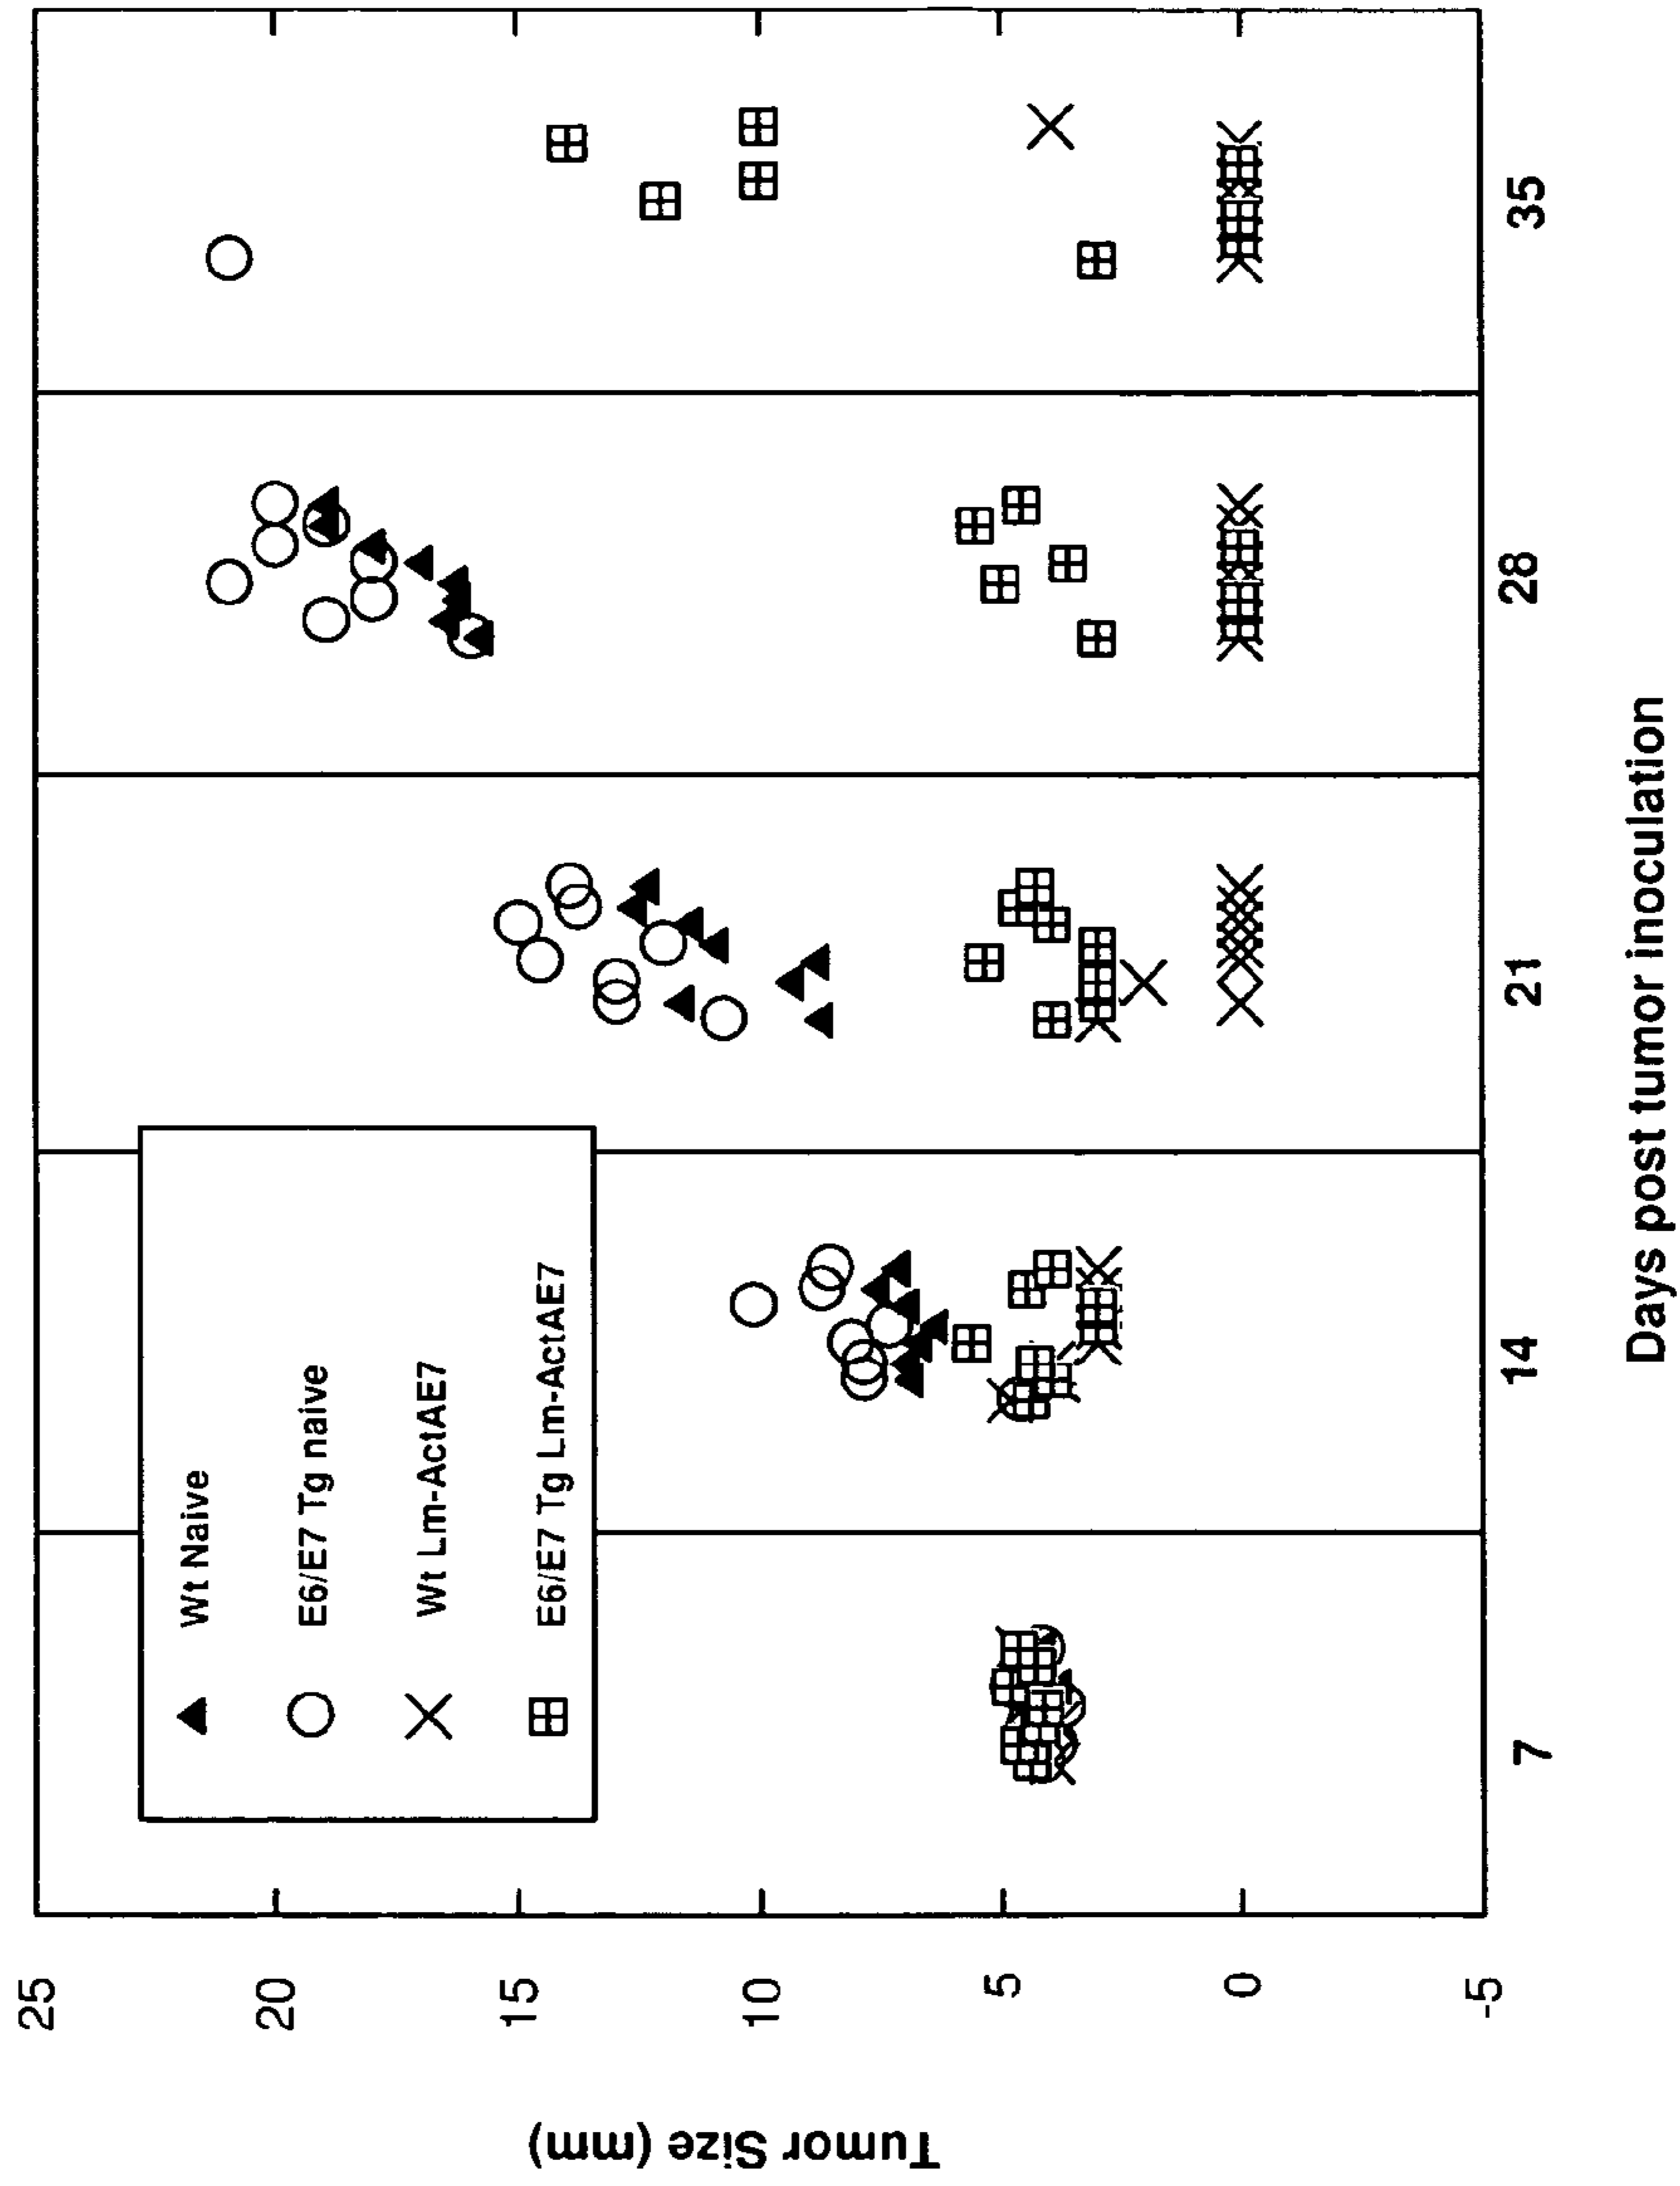 Tumor Size (mm)
25
20
15
10
5
0
-5
Wt Naive
E6/E7 Tg naive
Wt Lm-ActAE7
E6/E7 Tg Lm-ActAE7
7
14
21
28
35
Days post tumor inoculation